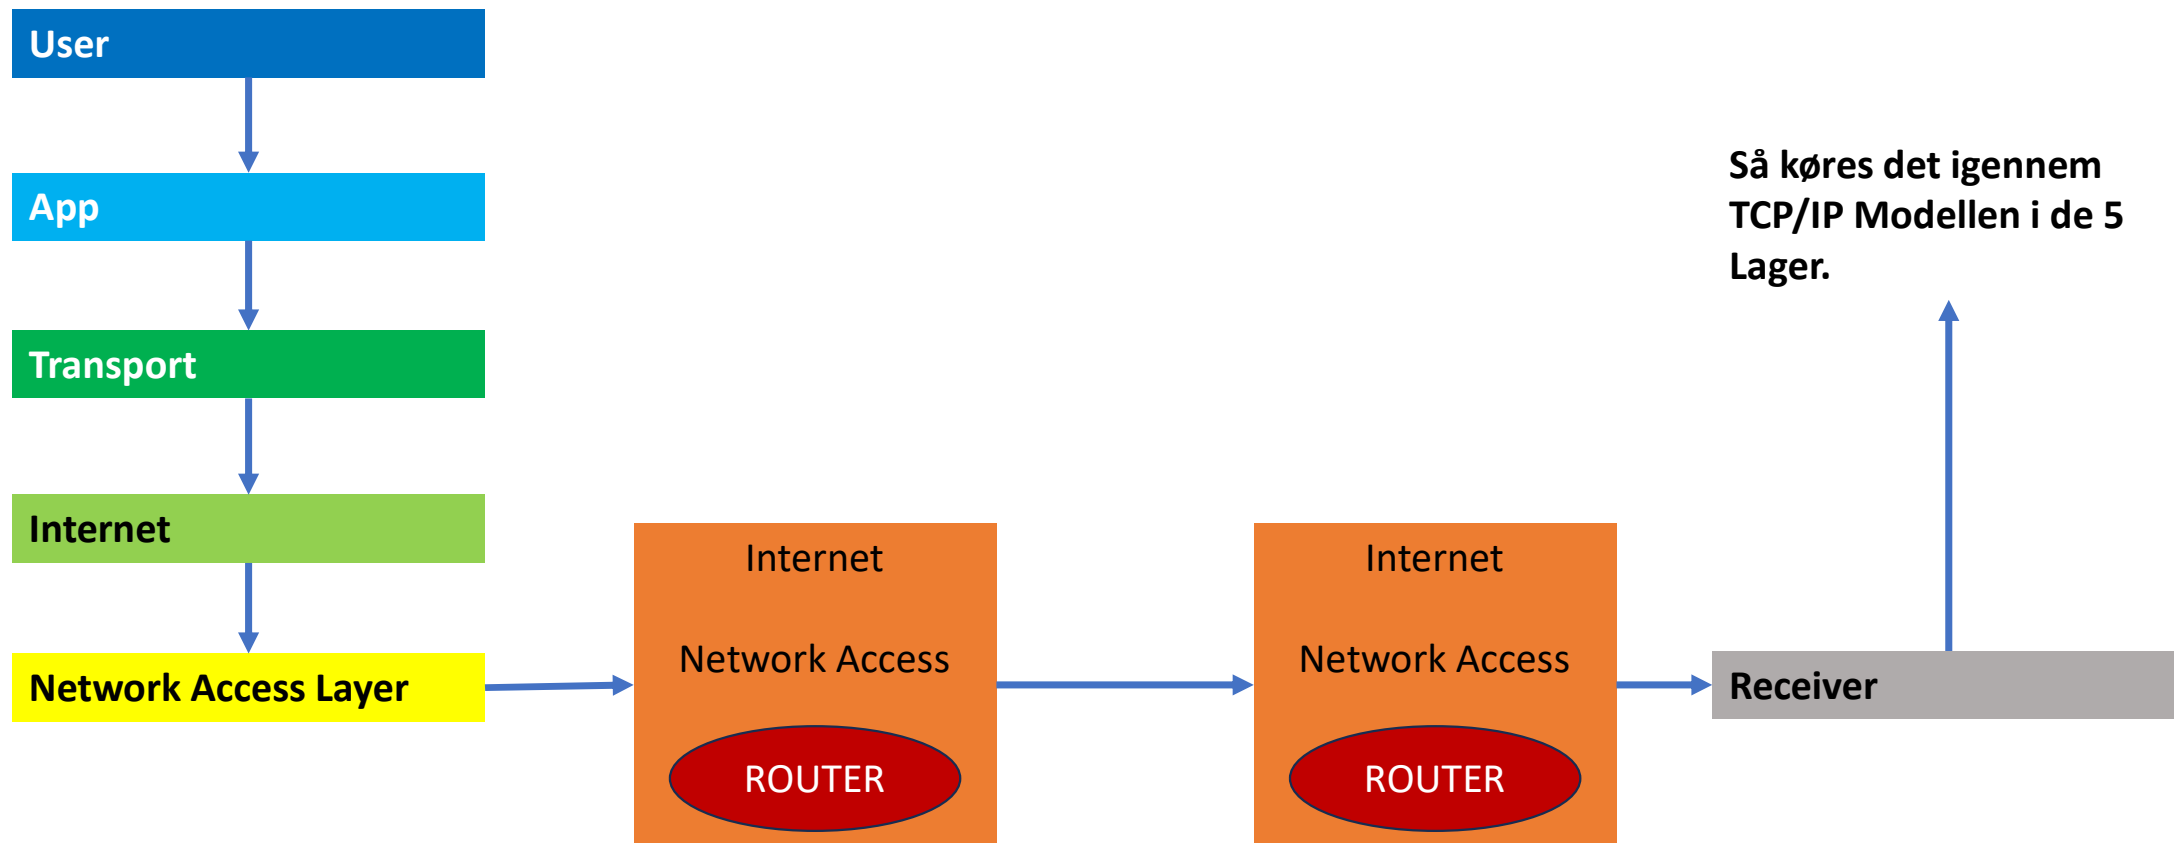 User
App
Transport
Internet
Network Access Layer
Internet
Network Access
ROUTER
Internet
Network Access
ROUTER
Så køres det igennem
TCP/IP Modellen i de 5
Lager.
Receiver